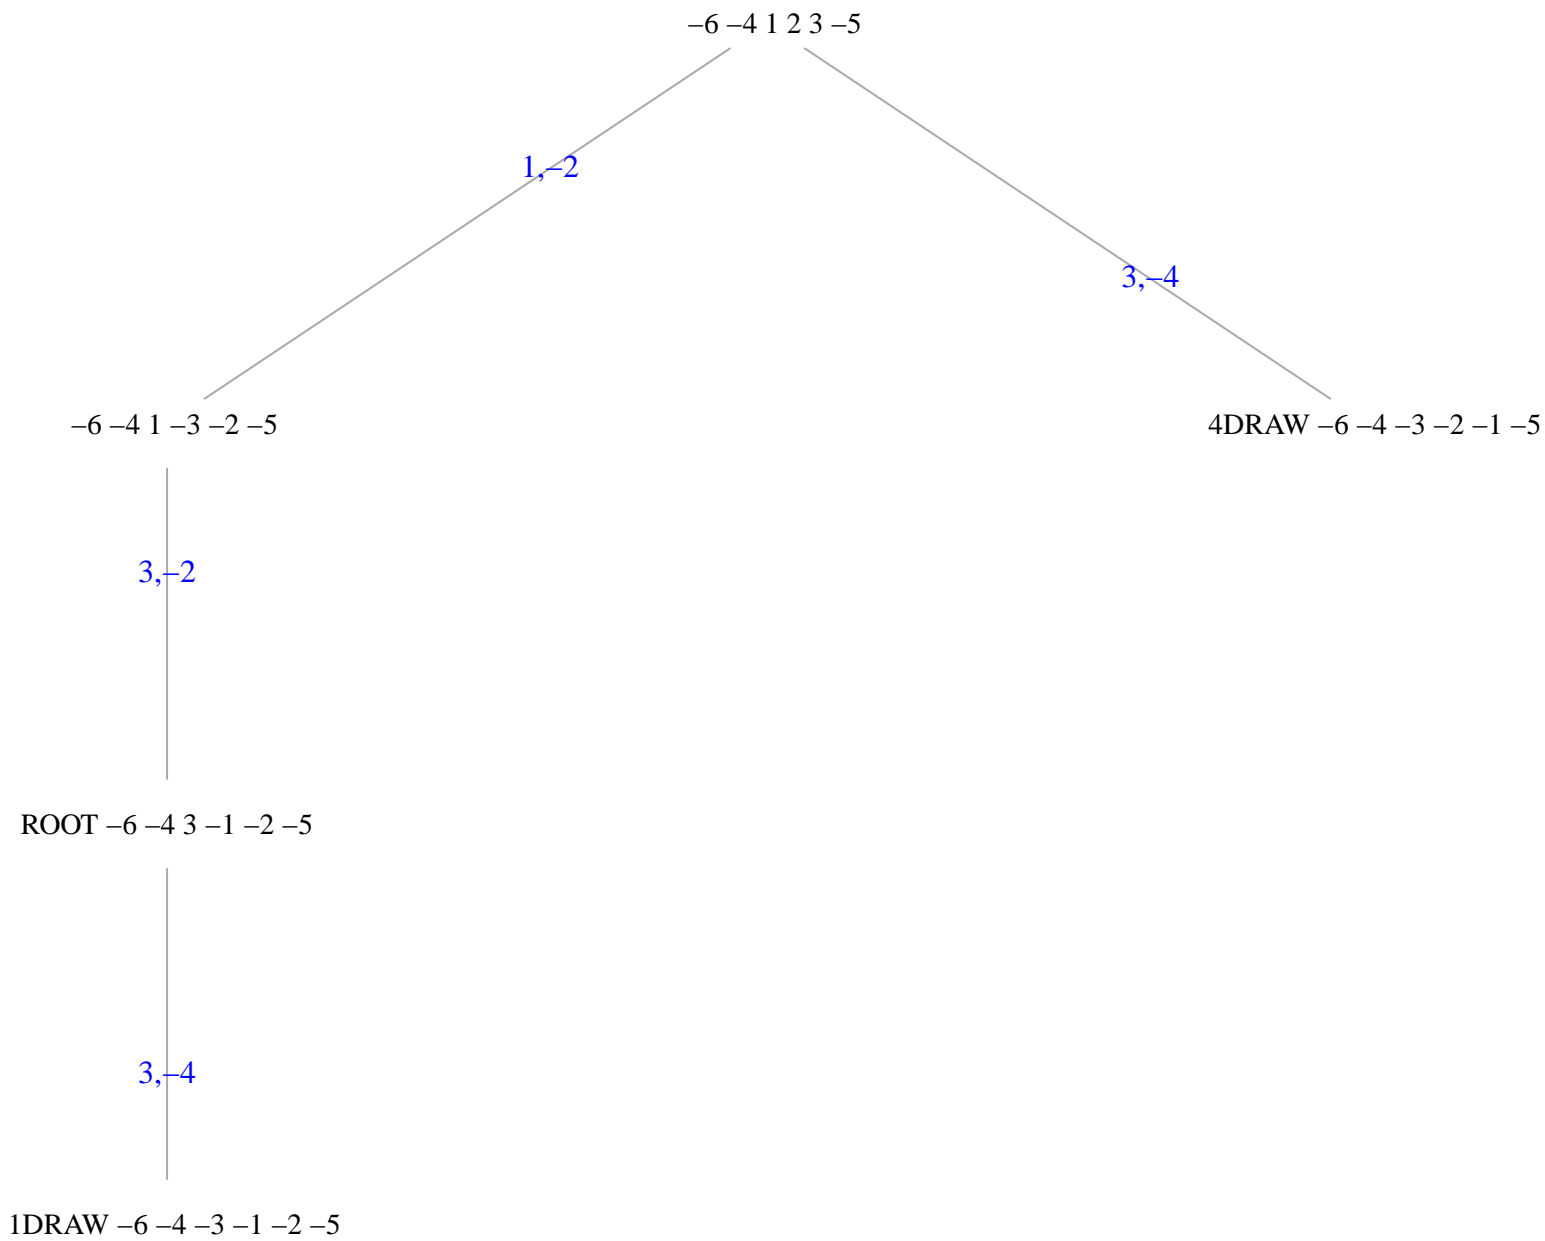 –6 –4 1 2 3 –5
1,–2
3,–4
–6 –4 1 –3 –2 –5
4DRAW –6 –4 –3 –2 –1 –5
3,–2
ROOT –6 –4 3 –1 –2 –5
3,–4
1DRAW –6 –4 –3 –1 –2 –5